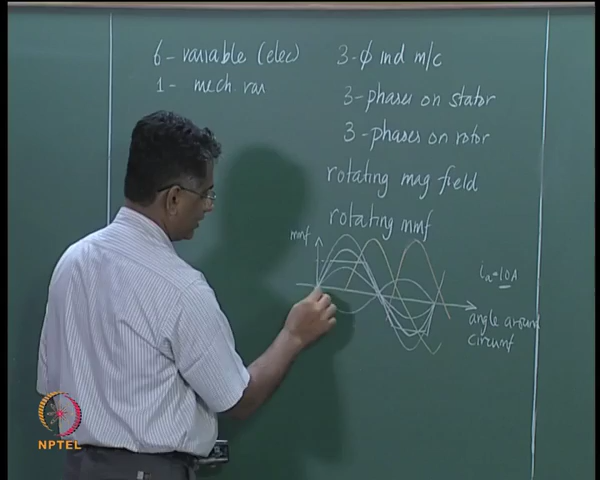 6 - variable (elec)
1 - mech var
3-ϕ ind m/c
3-phases on stator
3-phases on rotor
rotating mag field
rotating mmf
mmf
ia=10A
angle around
circumf
NPTEL